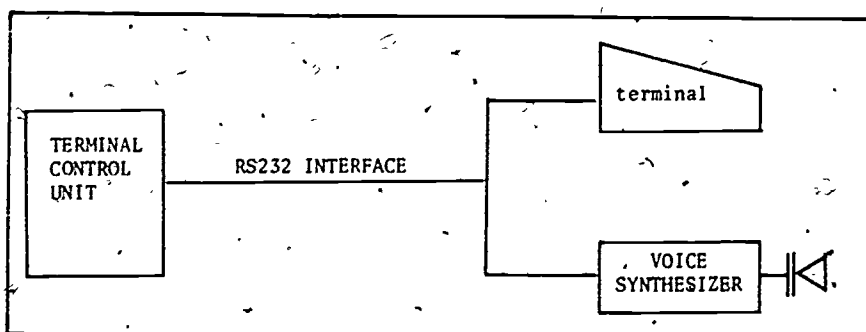 TERMINAL
CONTROL
UNIT
RS232 INTERFACE
terminal
VOICE
SYNTHESIZER